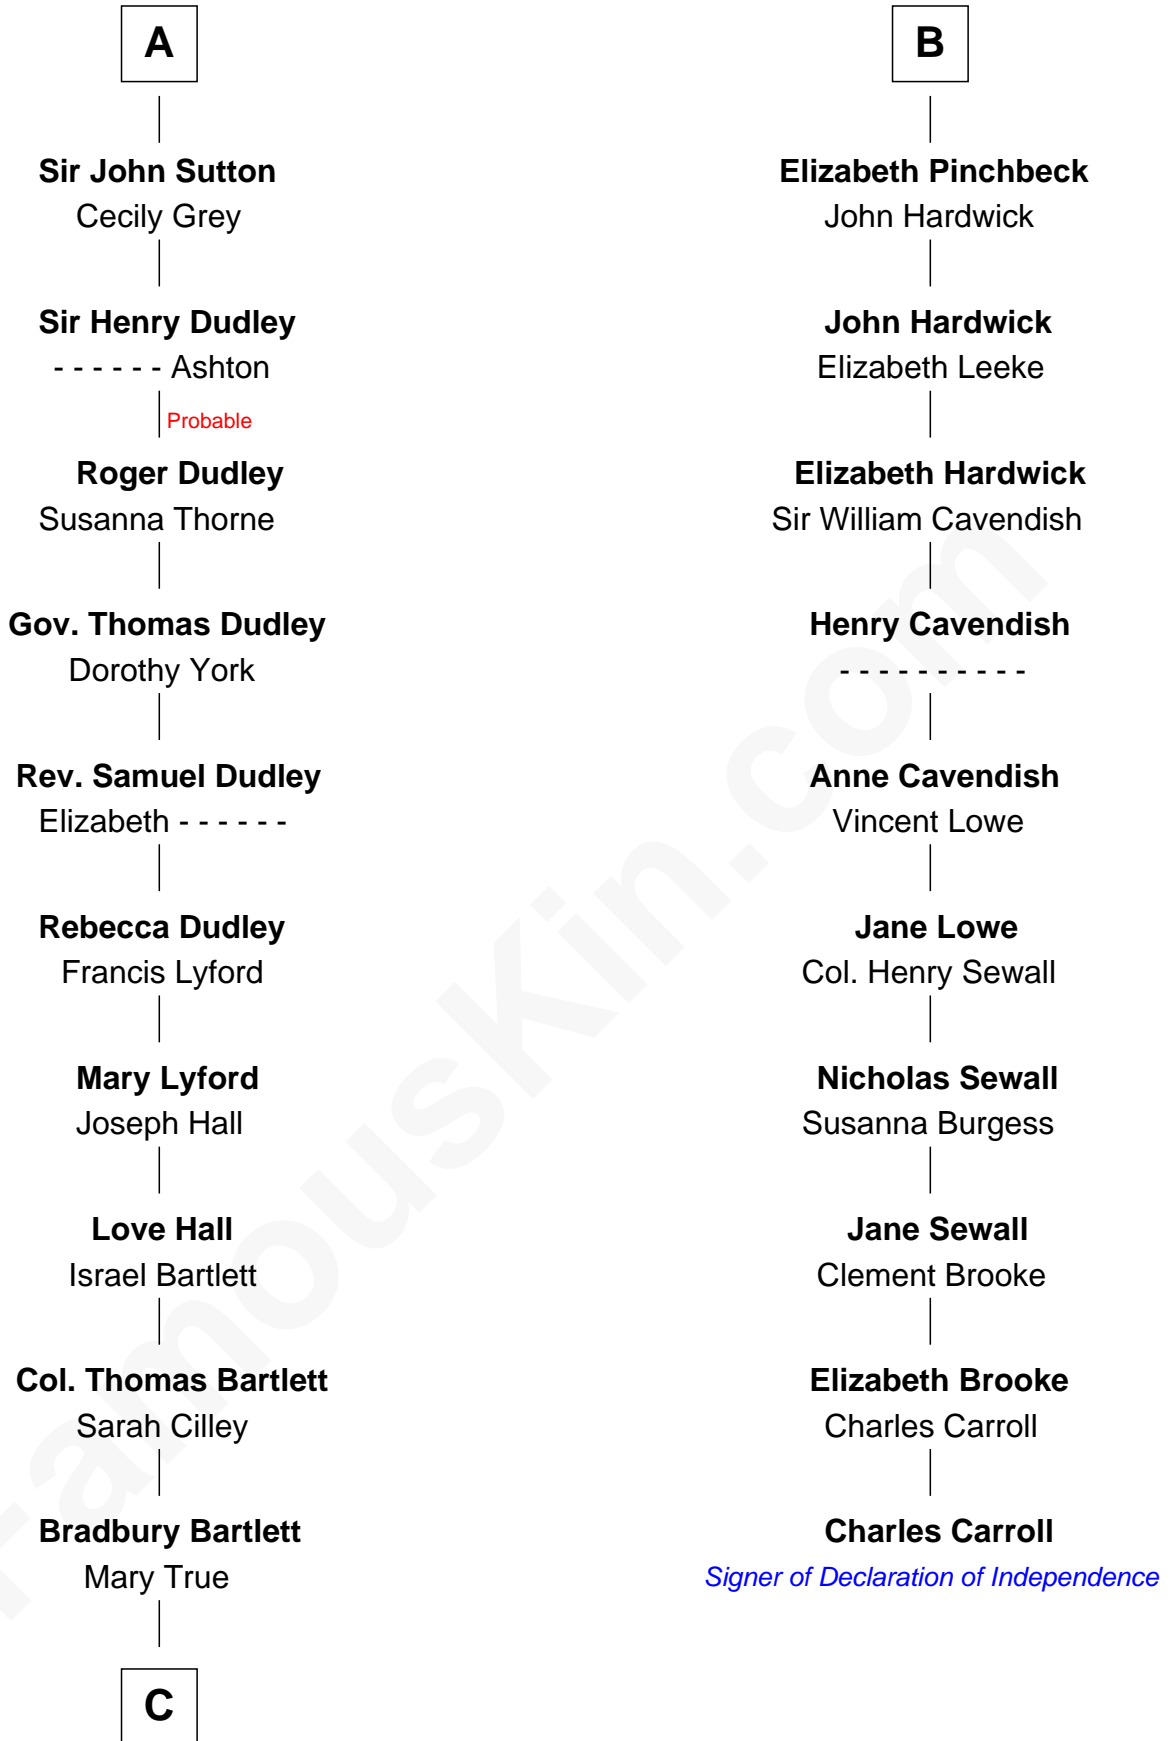 A
Sir John Sutton
Cecily Grey
Sir Henry Dudley
- - - - - - Ashton
Probable
Roger Dudley
Susanna Thorne
Gov. Thomas Dudley
Dorothy York
Rev. Samuel Dudley
Elizabeth - - - - - -
Rebecca Dudley
Francis Lyford
Mary Lyford
Joseph Hall
Love Hall
Israel Bartlett
Col. Thomas Bartlett
Sarah Cilley
Bradbury Bartlett
Mary True
C
B
Elizabeth Pinchbeck
John Hardwick
John Hardwick
Elizabeth Leeke
Elizabeth Hardwick
Sir William Cavendish
Henry Cavendish
- - - - - - - - - -
Anne Cavendish
Vincent Lowe
Jane Lowe
Col. Henry Sewall
Nicholas Sewall
Susanna Burgess
Jane Sewall
Clement Brooke
Elizabeth Brooke
Charles Carroll
Charles Carroll
Signer of Declaration of Independence
FamousKin.com